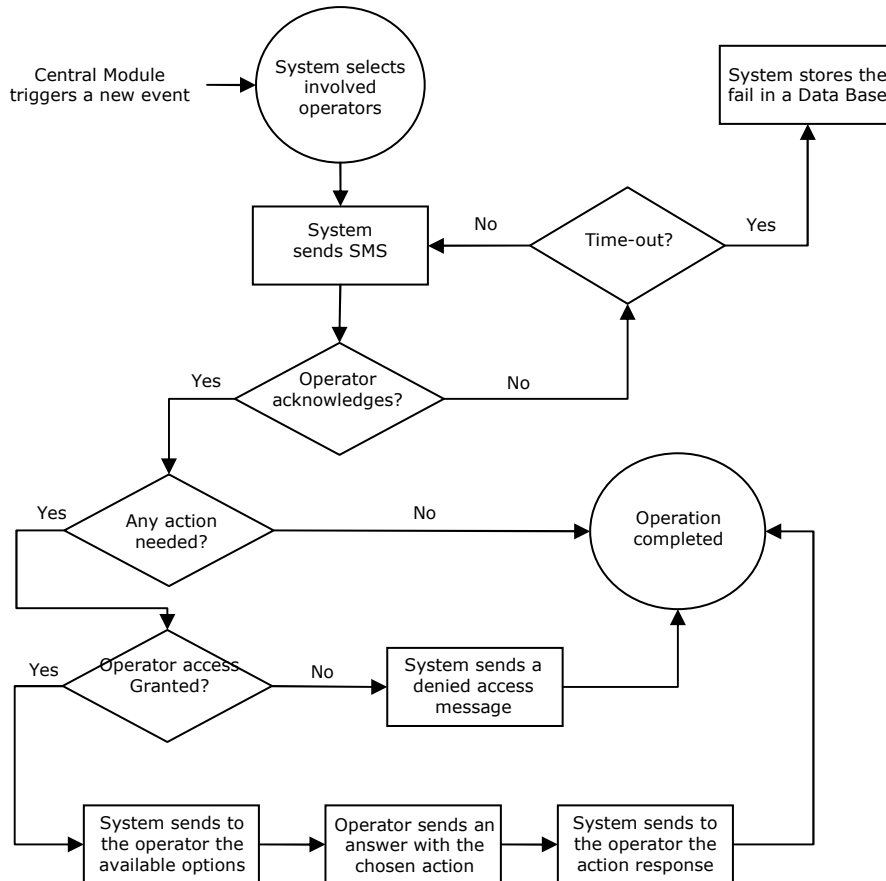 Central Module
triggers a new event
System selects
involved
operators
System stores the
fail in a Data Base
System
sends SMS
No
Time-out?
Yes
Yes
Operator
acknowledges?
No
Yes
Any action
needed?
No
Operation
completed
Yes
Operator access
Granted?
No
System sends a
denied access
message
System sends to
the operator the
available options
Operator sends an
answer with the
chosen action
System sends to
the operator the
action response